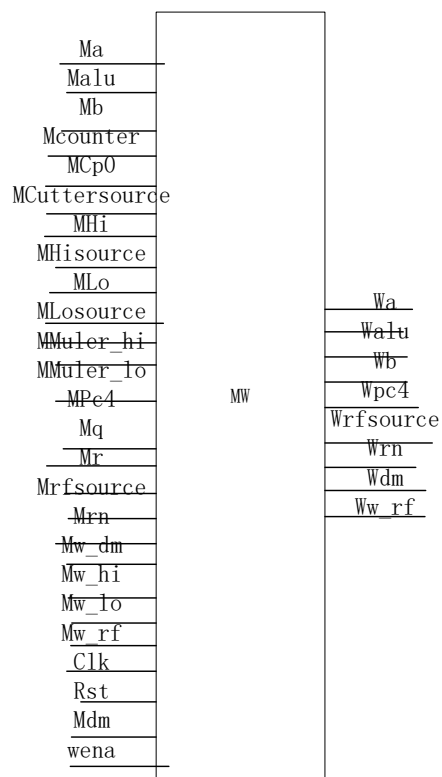 Ma
Malu
Mb
Mcounter
MCp0
MCuttersource
MHi
MHisource
MLo
MLosource
MMuler_hi
MMuler_lo
MPc4
Mq
Mr
Mrfsource
Mrn
Mw_dm
Mw_hi
Mw_lo
Mw_rf
Clk
Rst
Mdm
wena
MW
Wa
Walu
Wb
Wpc4
Wrfsource
Wrn
Wdm
Ww_rf